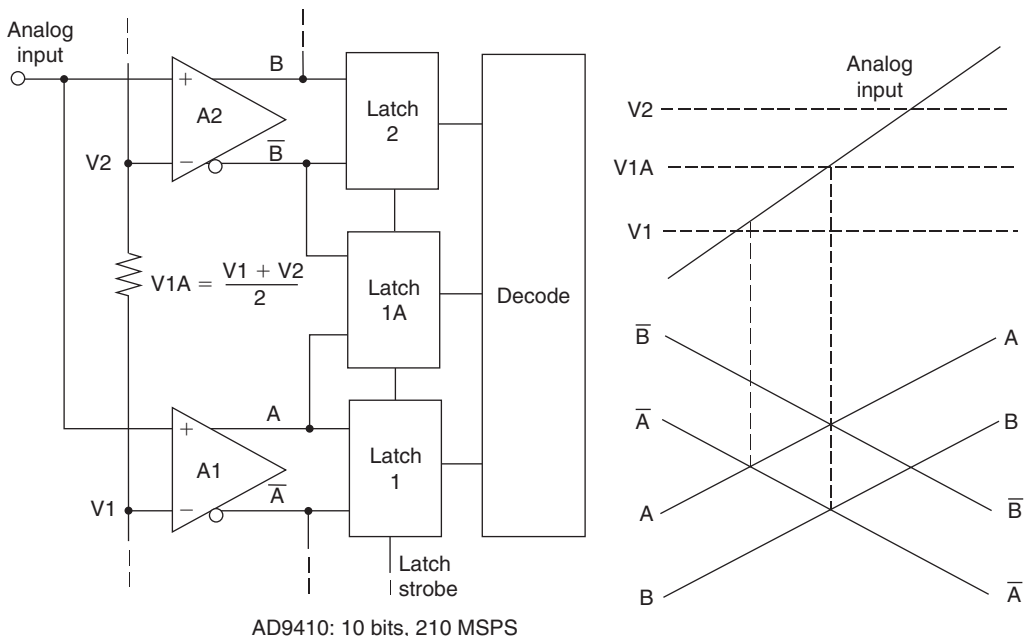 Analog
input
B
+
A2
−
B̅
V2
Latch
2
V1A = V1 + V2
2
Latch
1A
Decode
A
+
A1
−
A̅
V1
Latch
1
Latch
strobe
AD9410: 10 bits, 210 MSPS
Analog
input
V2
V1A
V1
B̅
A
A̅
B
A
B̅
B
A̅